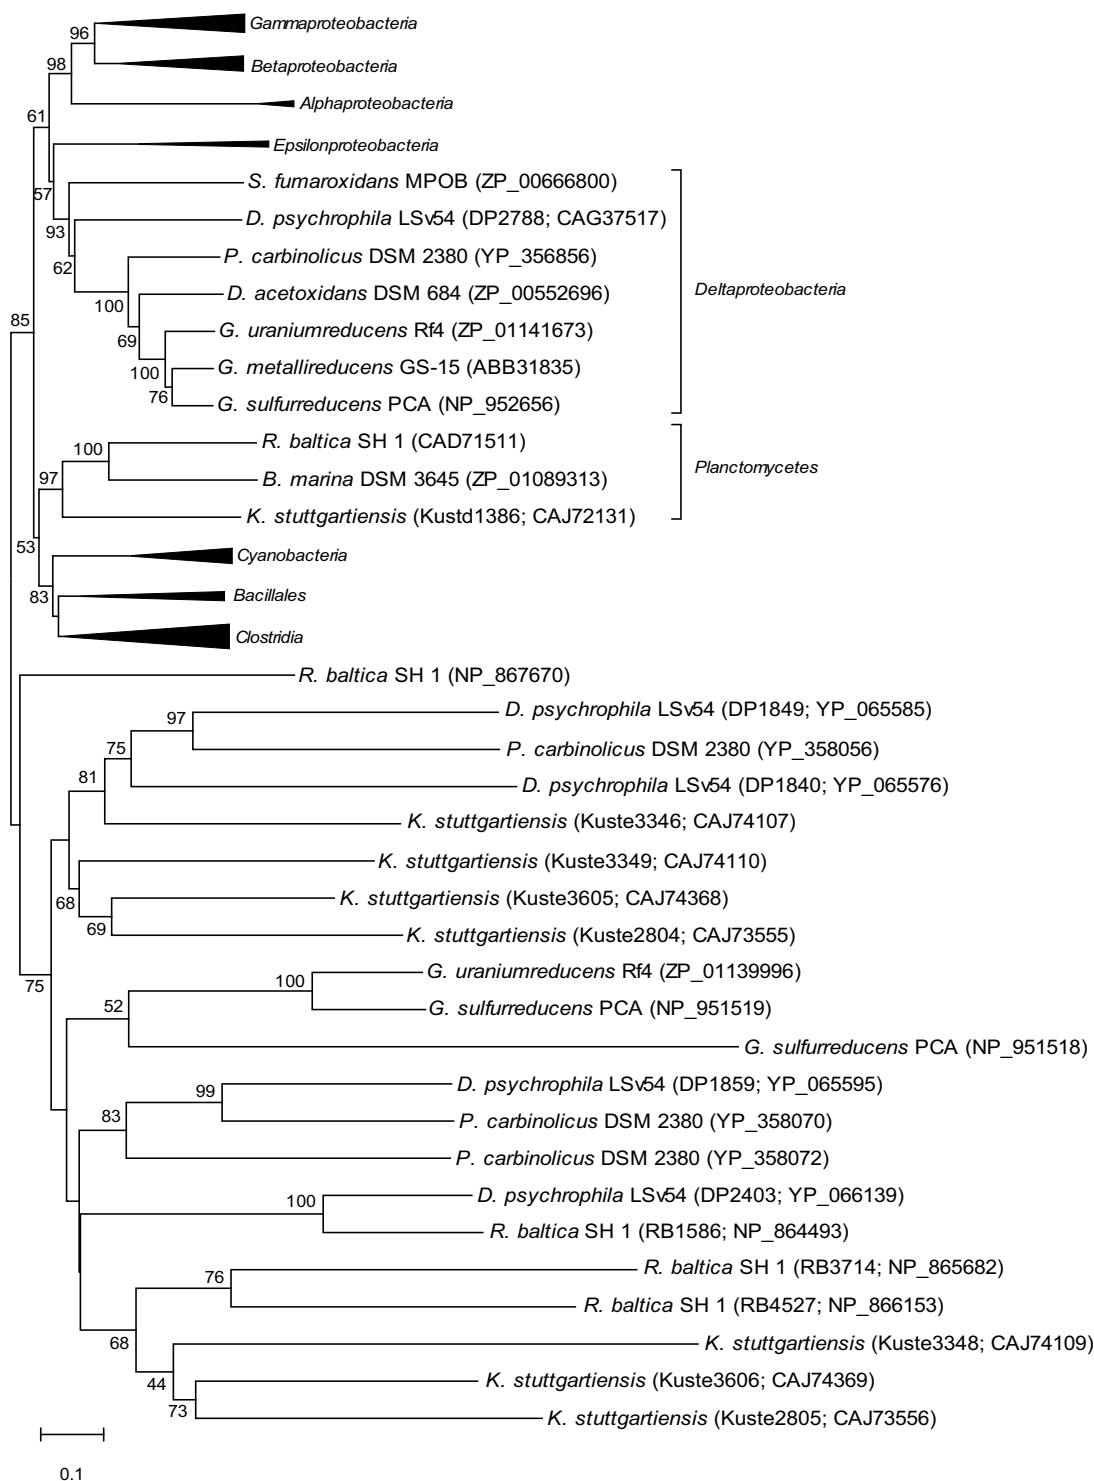 96
Gammaproteobacteria
98
Betaproteobacteria
Alphaproteobacteria
61
Epsilonproteobacteria
57
S. fumaroxidans MPOB (ZP_00666800)
93
D. psychrophila LSv54 (DP2788; CAG37517)
62
P. carbinolicus DSM 2380 (YP_356856)
100
D. acetoxidans DSM 684 (ZP_00552696)
Deltaproteobacteria
85
69
G. uraniumreducens Rf4 (ZP_01141673)
100
G. metallireducens GS-15 (ABB31835)
76
G. sulfurreducens PCA (NP_952656)
100
R. baltica SH 1 (CAD71511)
Planctomycetes
97
B. marina DSM 3645 (ZP_01089313)
K. stuttgartiensis (Kustd1386; CAJ72131)
53
Cyanobacteria
83
Bacillales
Clostridia
R. baltica SH 1 (NP_867670)
97
D. psychrophila LSv54 (DP1849; YP_065585)
75
P. carbinolicus DSM 2380 (YP_358056)
81
D. psychrophila LSv54 (DP1840; YP_065576)
K. stuttgartiensis (Kuste3346; CAJ74107)
K. stuttgartiensis (Kuste3349; CAJ74110)
68
K. stuttgartiensis (Kuste3605; CAJ74368)
69
K. stuttgartiensis (Kuste2804; CAJ73555)
75
100
G. uraniumreducens Rf4 (ZP_01139996)
52
G. sulfurreducens PCA (NP_951519)
G. sulfurreducens PCA (NP_951518)
99
D. psychrophila LSv54 (DP1859; YP_065595)
83
P. carbinolicus DSM 2380 (YP_358070)
P. carbinolicus DSM 2380 (YP_358072)
100
D. psychrophila LSv54 (DP2403; YP_066139)
R. baltica SH 1 (RB1586; NP_864493)
76
R. baltica SH 1 (RB3714; NP_865682)
R. baltica SH 1 (RB4527; NP_866153)
68
K. stuttgartiensis (Kuste3348; CAJ74109)
44
K. stuttgartiensis (Kuste3606; CAJ74369)
73
K. stuttgartiensis (Kuste2805; CAJ73556)
0.1